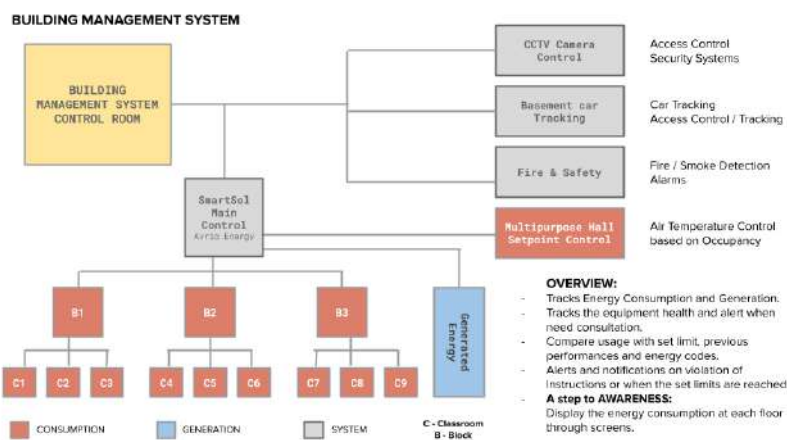 BUILDING MANAGEMENT SYSTEM
BUILDING
MANAGEMENT SYSTEM
CONTROL ROOM
CCTV Camera
Control
Access Control
Security Systems
Basement car
Tracking
Car Tracking
Access Control / Tracking
Fire & Safety
Fire / Smoke Detection
Alarms
SmartSol
Main
Control
Avrio Energy
Multipurpose Hall
Setpoint Control
Air Temperature Control
based on Occupancy
B1
B2
B3
Generated
Energy
C1
C2
C3
C4
C5
C6
C7
C8
C9
OVERVIEW:
- Tracks Energy Consumption and Generation.
- Tracks the equipment health and alert when
need consultation.
- Compare usage with set limit, previous
performances and energy codes.
- Alerts and notifications on violation of
Instructions or when the set limits are reached
- A step to AWARENESS:
Display the energy consumption at each floor
through screens.
CONSUMPTION
GENERATION
SYSTEM
C - Classroom
B - Block